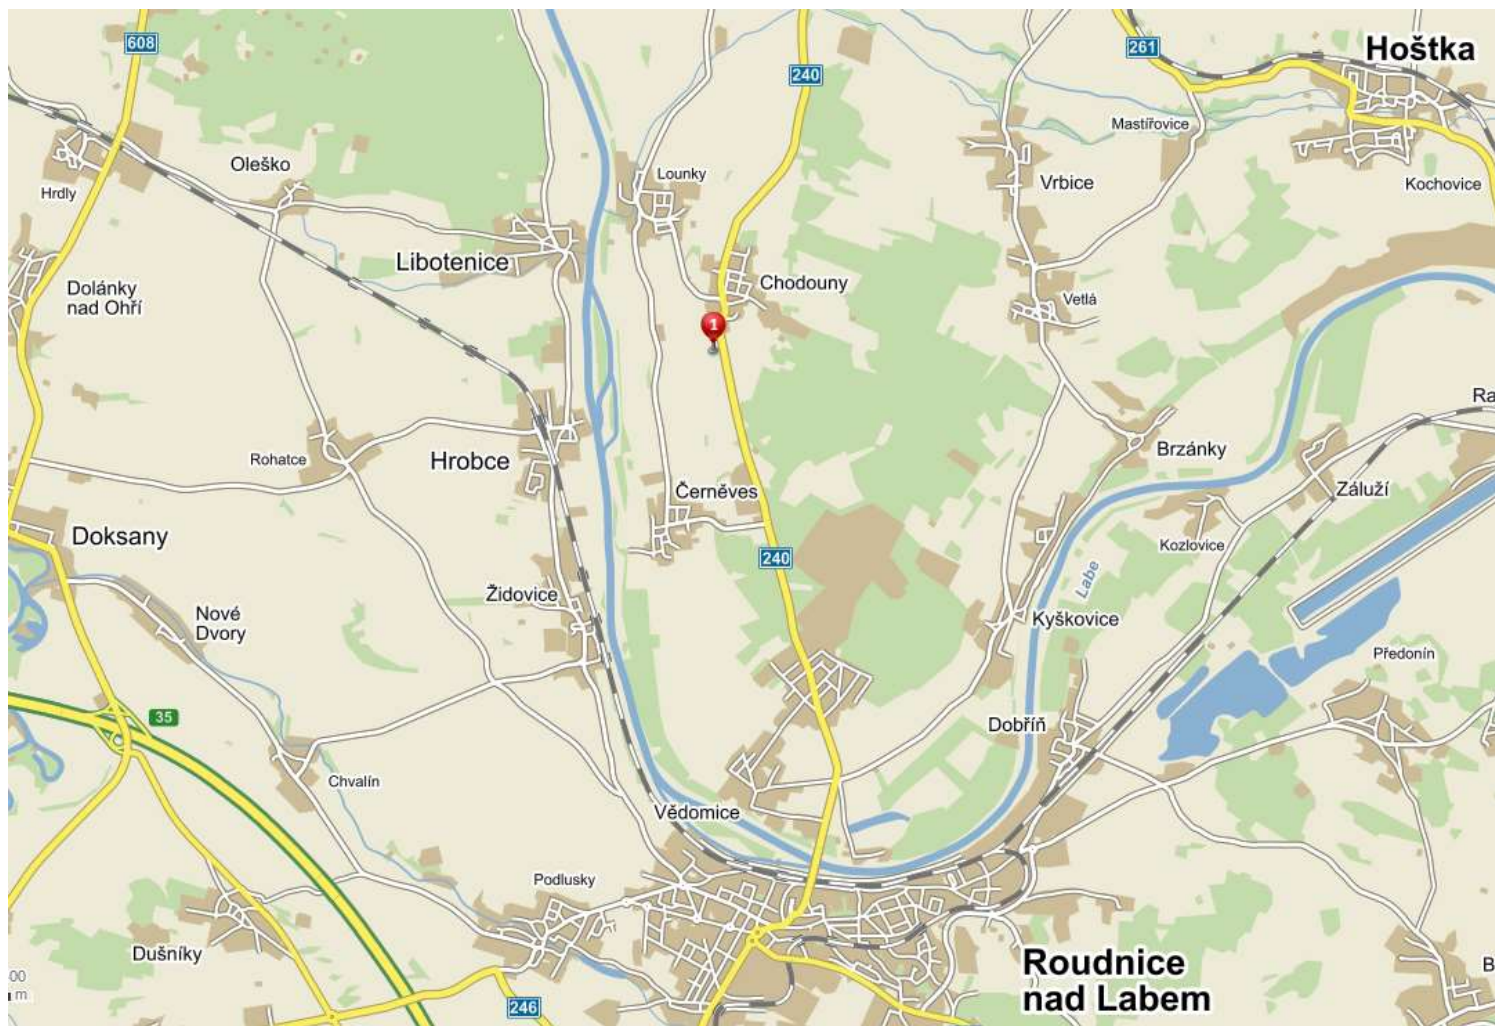 608
240
261
Hoštka
Mastířovice
Oleško
Lounky
Hrdly
Vrbice
Kochovice
Libotenice
Dolánky
nad Ohří
Chodouny
Vetlá
1
Rohatce
Hrobce
Brzánky
Černěves
Záluží
Doksany
Kozlovice
240
Labe
Židovice
Nové
Dvory
Kyškovice
Předonín
35
Dobříň
Chvalín
Vědomice
Podlusky
Dušníky
Roudnice
nad Labem
246
m